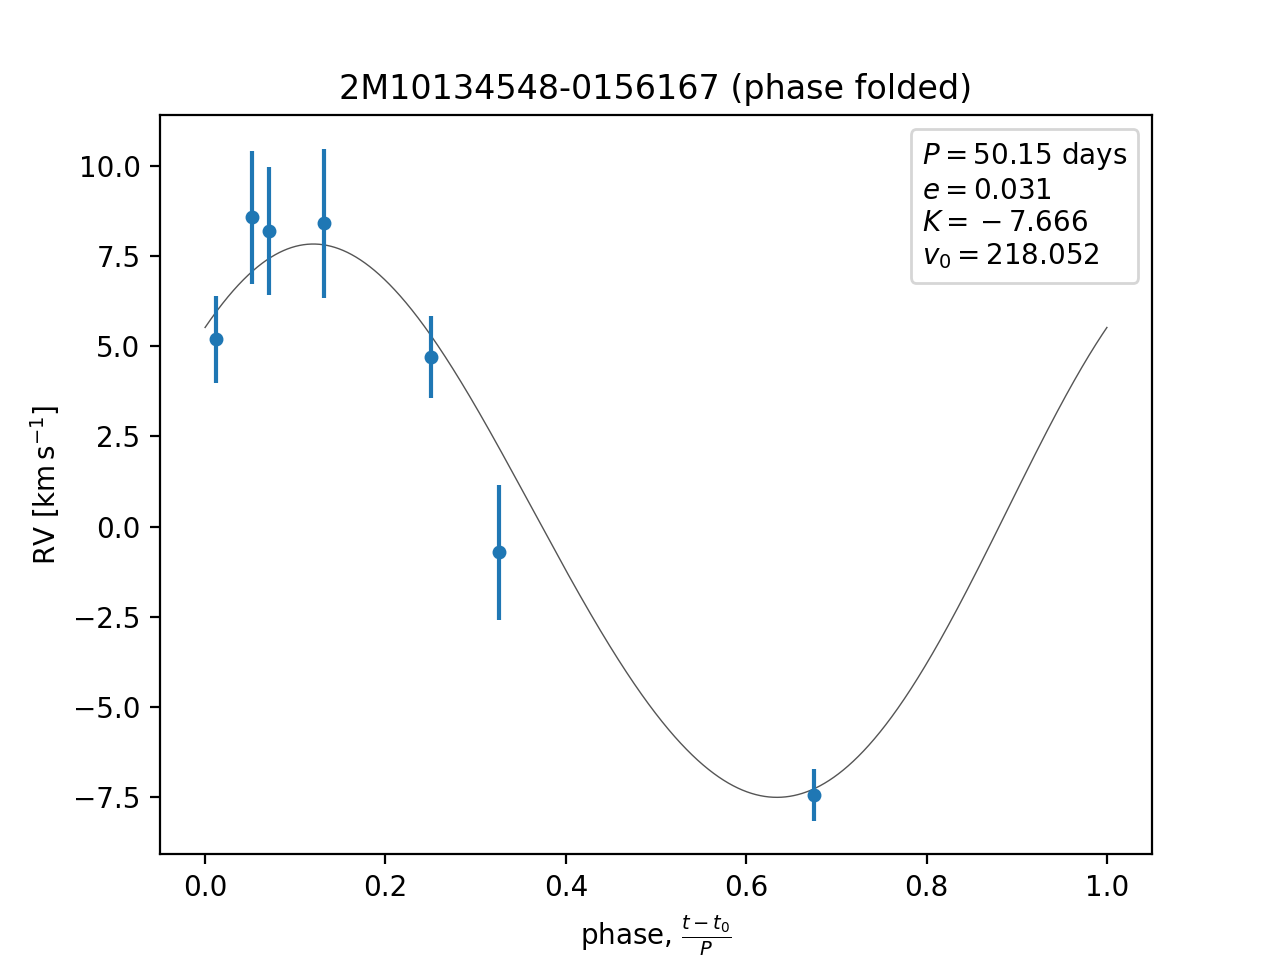 2M10134548-0156167 (phase folded)
P = 50.15 days
e = 0.031
K = −7.666
v₀ = 218.052
RV [km s⁻¹]
10.0
7.5
5.0
2.5
0.0
−2.5
−5.0
−7.5
0.0 0.2 0.4 0.6 0.8 1.0
phase, (t − t₀)/P